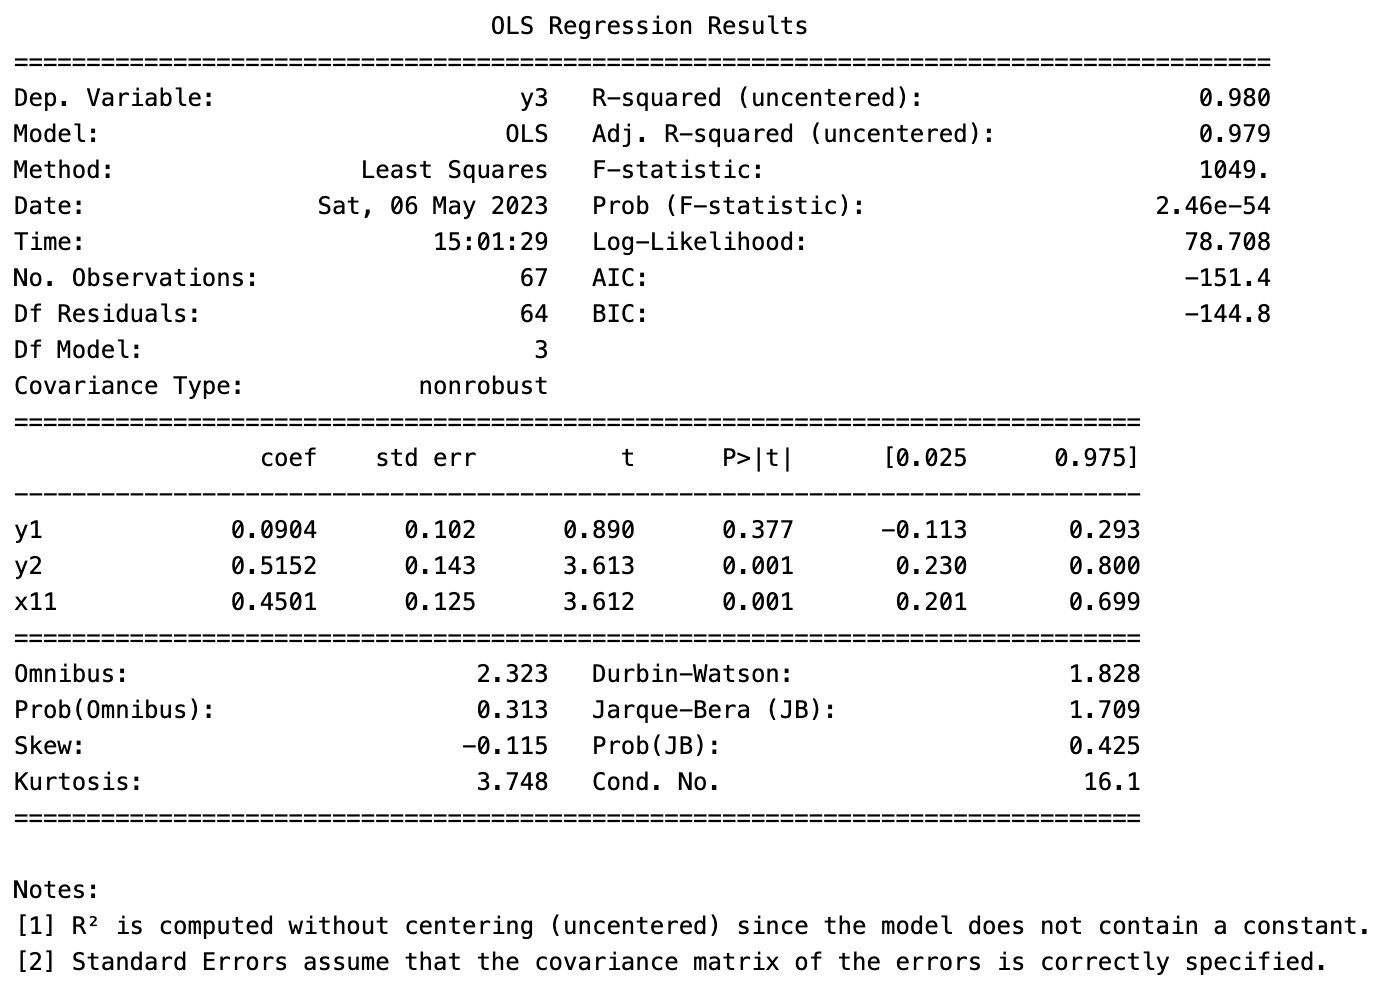 OLS Regression Results
=======================================================================================
Dep. Variable:                     y3   R-squared (uncentered):                   0.980
Model:                            OLS   Adj. R-squared (uncentered):              0.979
Method:                 Least Squares   F-statistic:                              1049.
Date:                Sat, 06 May 2023   Prob (F-statistic):                    2.46e-54
Time:                        15:01:29   Log-Likelihood:                          78.708
No. Observations:                  67   AIC:                                     -151.4
Df Residuals:                      64   BIC:                                     -144.8
Df Model:                           3
Covariance Type:            nonrobust
==============================================================================
                 coef    std err          t      P>|t|      [0.025      0.975]
------------------------------------------------------------------------------
y1             0.0904      0.102      0.890      0.377      -0.113       0.293
y2             0.5152      0.143      3.613      0.001       0.230       0.800
x11            0.4501      0.125      3.612      0.001       0.201       0.699
==============================================================================
Omnibus:                        2.323   Durbin-Watson:                   1.828
Prob(Omnibus):                  0.313   Jarque-Bera (JB):                1.709
Skew:                          -0.115   Prob(JB):                        0.425
Kurtosis:                       3.748   Cond. No.                         16.1
==============================================================================
Notes:
[1] R² is computed without centering (uncentered) since the model does not contain a constant.
[2] Standard Errors assume that the covariance matrix of the errors is correctly specified.